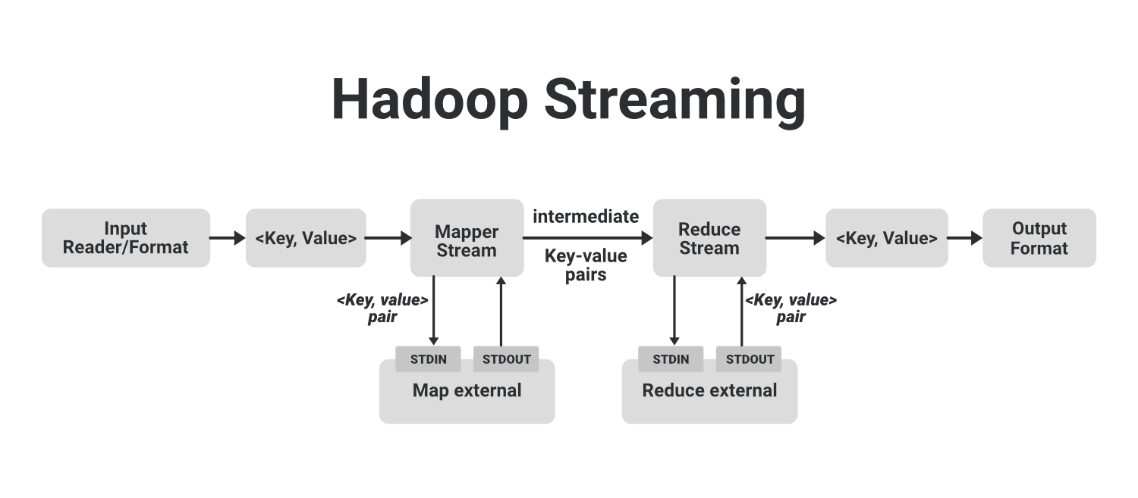 Hadoop Streaming
Input
Reader/Format
<Key, Value>
Mapper
Stream
intermediate
Key-value
pairs
Reduce
Stream
<Key, Value>
Output
Format
<Key, value>
pair
<Key, value>
pair
STDIN
STDOUT
Map external
STDIN
STDOUT
Reduce external